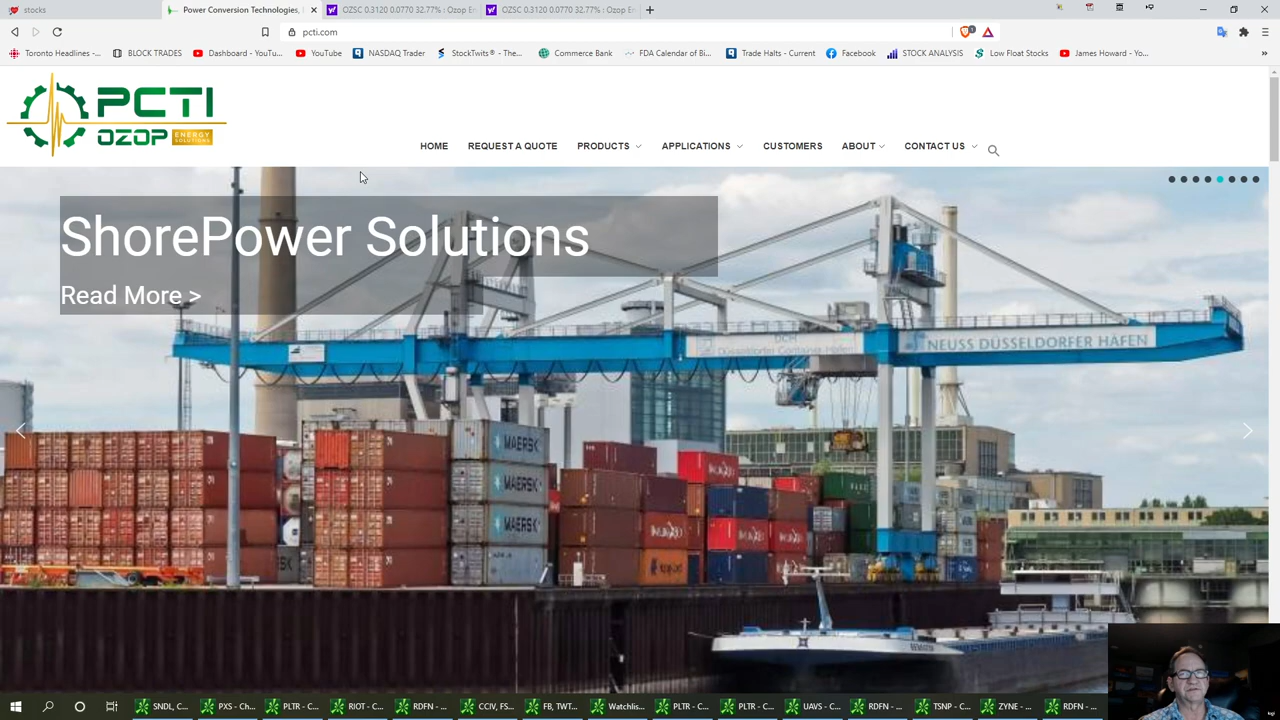 stocks
Power Conversion Technologies,
OZSC 0.3120 0.0770 32.77% : Ozop E
OZSC 0.3120 0.0770 32.77% : Ozop E
pcti.com
Toronto Headlines -...
BLOCK TRADES
Dashboard - YouTu...
YouTube
NASDAQ Trader
StockTwits® - The...
Commerce Bank
FDA Calendar of Bi...
Trade Halts - Current
Facebook
STOCK ANALYSIS
Low Float Stocks
James Howard - Yo...
PCTI
OZOP ENERGY SOLUTIONS
HOME
REQUEST A QUOTE
PRODUCTS
APPLICATIONS
CUSTOMERS
ABOUT
CONTACT US
ShorePower Solutions
Read More >
NEUSS DÜSSELDORFER HÄFEN
MAERSK
MAERSK
MAERSK
MAERSK
SNDL, C...
PXS - Ch...
PLTR - C...
RIOT - C...
RDFN - ...
CCIV, FS...
FB, TWT...
Watchlis...
PLTR - C...
PLTR - C...
UAVS - C...
RDFN - ...
TSNP - C...
ZYNE - ...
RDFN - ...